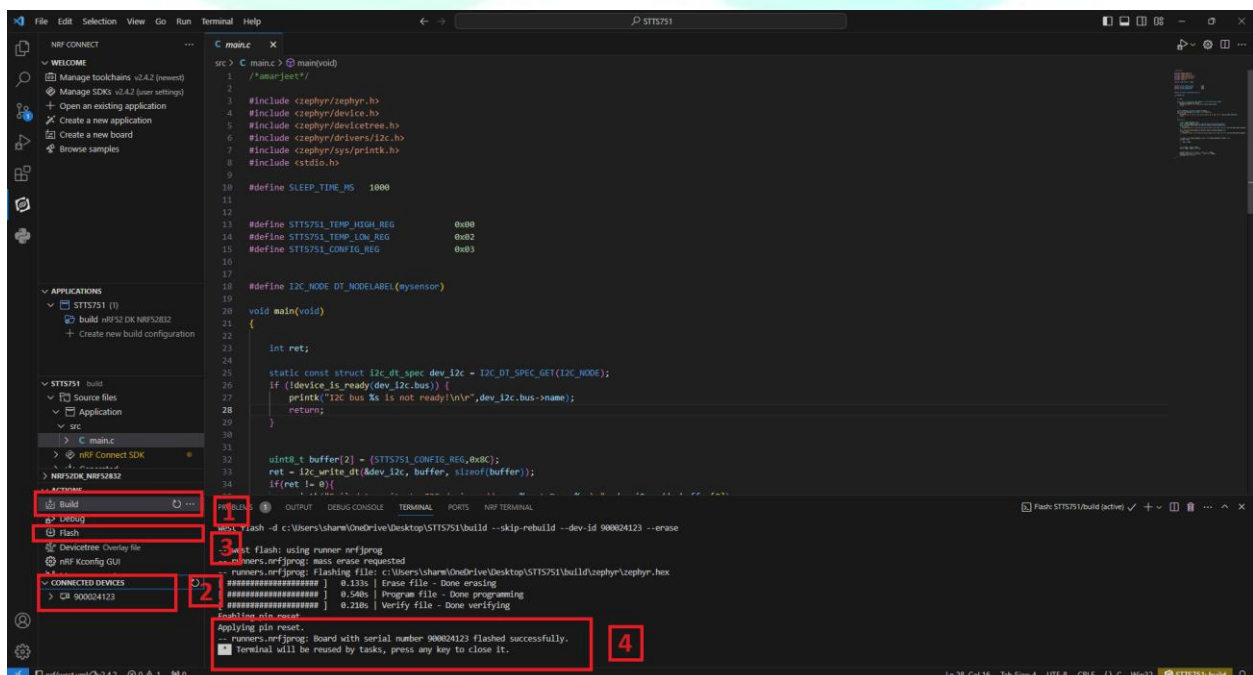 File Edit Selection View Go Run Terminal Help
STTS751
NRF CONNECT
WELCOME
Manage toolchains v2.4.2 (newest)
Manage SDKs v2.4.2 (user settings)
Open an existing application
Create a new application
Create a new board
Browse samples
APPLICATIONS
STTS751 (1)
build nRF52 DK NRF52832
Create new build configuration
STTS751 build
Source files
Application
src
C main.c
nRF Connect SDK
NRF52DK_NRF52832
ACTIONS
Build
Debug
Flash
Devicetree Overlay file
nRF Kconfig GUI
CONNECTED DEVICES
900024123
C main.c
src > C main.c > main(void)
1 /*amarjeet*/
2
3 #include <zephyr/zephyr.h>
4 #include <zephyr/device.h>
5 #include <zephyr/devicetree.h>
6 #include <zephyr/drivers/i2c.h>
7 #include <zephyr/sys/printk.h>
8 #include <stdio.h>
9
10 #define SLEEP_TIME_MS 1000
11
12
13 #define STTS751_TEMP_HIGH_REG 0x00
14 #define STTS751_TEMP_LOW_REG 0x02
15 #define STTS751_CONFIG_REG 0x03
16
17
18 #define I2C_NODE DT_NODELABEL(mysensor)
19
20 void main(void)
21 {
22
23 int ret;
24
25 static const struct i2c_dt_spec dev_i2c = I2C_DT_SPEC_GET(I2C_NODE);
26 if (!device_is_ready(dev_i2c.bus)) {
27 printk("I2C bus %s is not ready!\n\r",dev_i2c.bus->name);
28 return;
29 }
30
31
32 uint8_t buffer[2] = {STTS751_CONFIG_REG,0x8C};
33 ret = i2c_write_dt(&dev_i2c, buffer, sizeof(buffer));
34 if(ret != 0){
1
2
3
4
PROBLEMS 1 OUTPUT DEBUG CONSOLE TERMINAL PORTS NRF TERMINAL
Flash: STTS751/build (active)
west flash -d c:\Users\sharm\OneDrive\Desktop\STTS751\build --skip-rebuild --dev-id 900024123 --erase
-- west flash: using runner nrfjprog
-- runners.nrfjprog: mass erase requested
-- runners.nrfjprog: Flashing file: c:\Users\sharm\OneDrive\Desktop\STTS751\build\zephyr\zephyr.hex
[ #################### ] 0.133s | Erase file - Done erasing
[ #################### ] 0.540s | Program file - Done programming
[ #################### ] 0.210s | Verify file - Done verifying
Enabling pin reset.
Applying pin reset.
-- runners.nrfjprog: Board with serial number 900024123 flashed successfully.
* Terminal will be reused by tasks, press any key to close it.